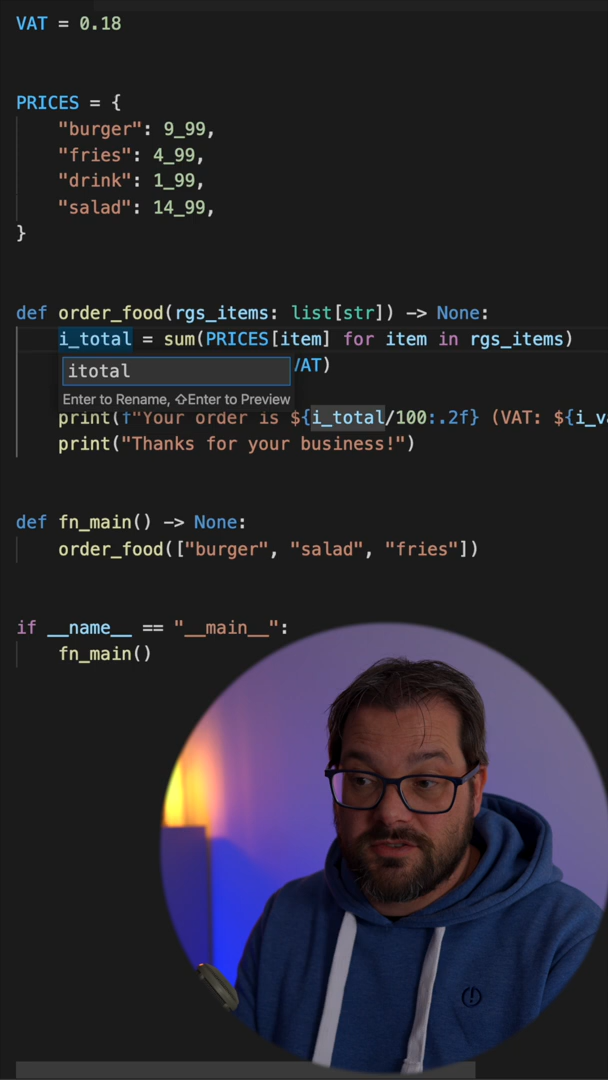 VAT = 0.18
PRICES = {
"burger": 9_99,
"fries": 4_99,
"drink": 1_99,
"salad": 14_99,
}
def order_food(rgs_items: list[str]) -> None:
i_total = sum(PRICES[item] for item in rgs_items)
itotal
/AT)
Enter to Rename, ⇧Enter to Preview
print(f"Your order is ${i_total/100:.2f} (VAT: ${i_va
print("Thanks for your business!")
def fn_main() -> None:
order_food(["burger", "salad", "fries"])
if __name__ == "__main__":
fn_main()